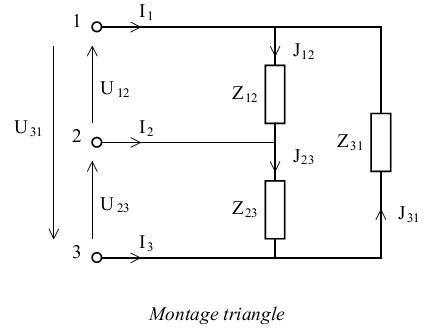 1 I1
J12
U12 Z12
U31 2 I2 Z31
J23
U23 Z23
J31
3 I3
Montage triangle